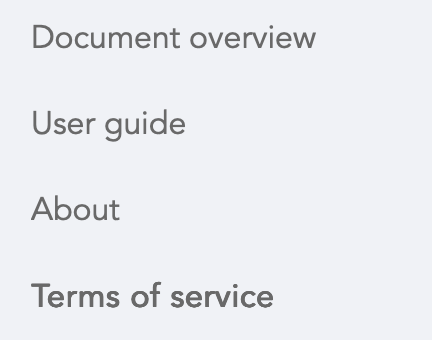 Document overview
User guide
About
Terms of service